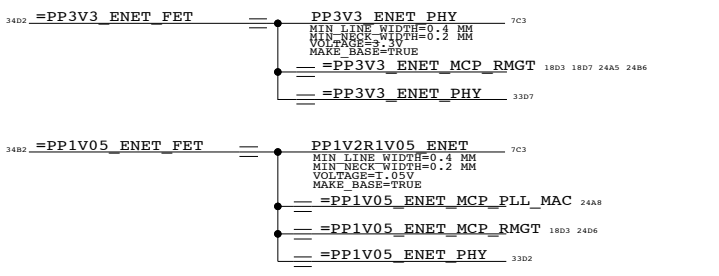 34D2 =PP3V3_ENET_FET PP3V3_ENET_PHY 7C3
MIN_LINE_WIDTH=0.4 MM
MIN_NECK_WIDTH=0.2 MM
VOLTAGE=3.3V
MAKE_BASE=TRUE
=PP3V3_ENET_MCP_RMGT 18D3 18D7 24A5 24B6
=PP3V3_ENET_PHY 33D7
34B2 =PP1V05_ENET_FET PP1V2R1V05_ENET 7C3
MIN_LINE_WIDTH=0.4 MM
MIN_NECK_WIDTH=0.2 MM
VOLTAGE=1.05V
MAKE_BASE=TRUE
=PP1V05_ENET_MCP_PLL_MAC 24A8
=PP1V05_ENET_MCP_RMGT 18D3 24D6
=PP1V05_ENET_PHY 33D2